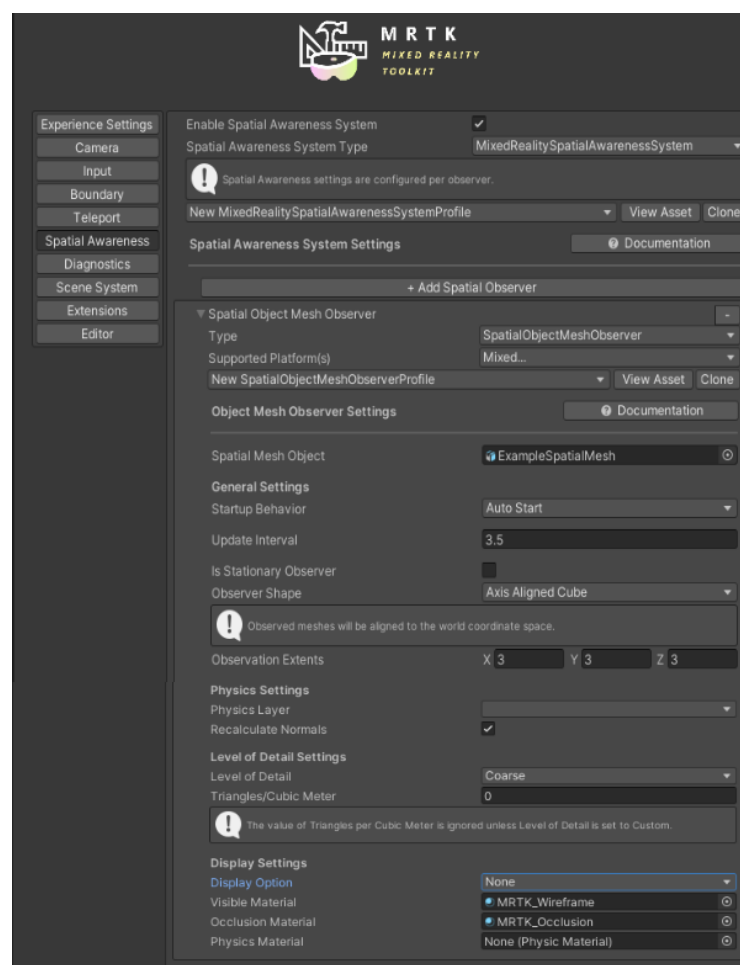 MRTK
MIXED REALITY
TOOLKIT
Experience Settings
Camera
Input
Boundary
Teleport
Spatial Awareness
Diagnostics
Scene System
Extensions
Editor
Enable Spatial Awareness System
Spatial Awareness System Type MixedRealitySpatialAwarenessSystem
Spatial Awareness settings are configured per observer.
New MixedRealitySpatialAwarenessSystemProfile View Asset Clone
Spatial Awareness System Settings Documentation
+ Add Spatial Observer
Spatial Object Mesh Observer -
Type SpatialObjectMeshObserver
Supported Platform(s) Mixed...
New SpatialObjectMeshObserverProfile View Asset Clone
Object Mesh Observer Settings Documentation
Spatial Mesh Object ExampleSpatialMesh
General Settings
Startup Behavior Auto Start
Update Interval 3.5
Is Stationary Observer
Observer Shape Axis Aligned Cube
Observed meshes will be aligned to the world coordinate space.
Observation Extents X 3 Y 3 Z 3
Physics Settings
Physics Layer
Recalculate Normals
Level of Detail Settings
Level of Detail Coarse
Triangles/Cubic Meter 0
The value of Triangles per Cubic Meter is ignored unless Level of Detail is set to Custom.
Display Settings
Display Option None
Visible Material MRTK_Wireframe
Occlusion Material MRTK_Occlusion
Physics Material None (Physic Material)